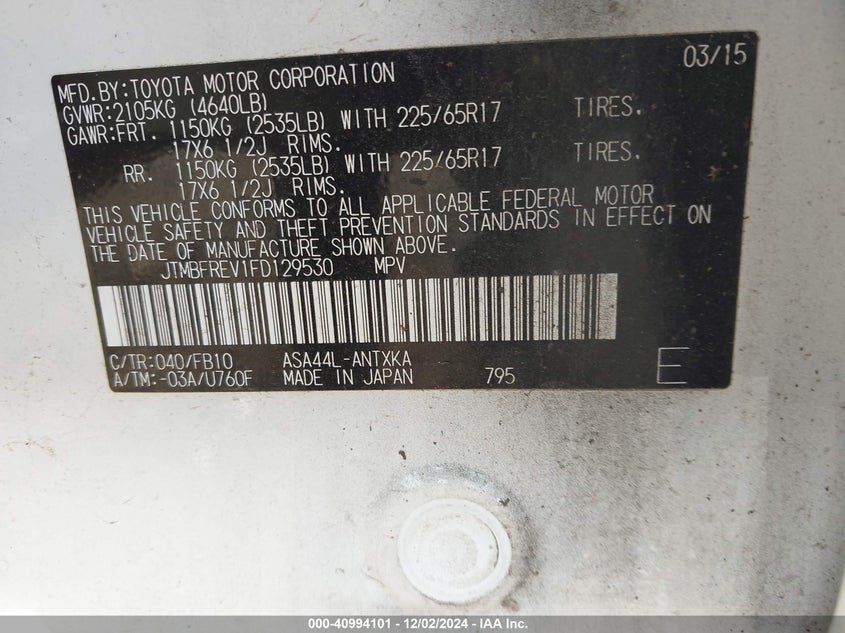 03/15
MFD.BY:TOYOTA MOTOR CORPORATION
GVWR:2105KG (4640LB)
GAWR:FRT. 1150KG (2535LB) WITH 225/65R17 TIRES.
17X6 1/2J RIMS.
RR. 1150KG (2535LB) WITH 225/65R17 TIRES.
17X6 1/2J RIMS.
THIS VEHICLE CONFORMS TO ALL APPLICABLE FEDERAL MOTOR
VEHICLE SAFETY AND THEFT PREVENTION STANDARDS IN EFFECT ON
THE DATE OF MANUFACTURE SHOWN ABOVE.
JTMBFREV1FD129530 MPV
C/TR:040/FB10 ASA44L-ANTXKA
A/TM:-03A/U760F MADE IN JAPAN 795 E
000-40994101 - 12/02/2024 - IAA Inc.